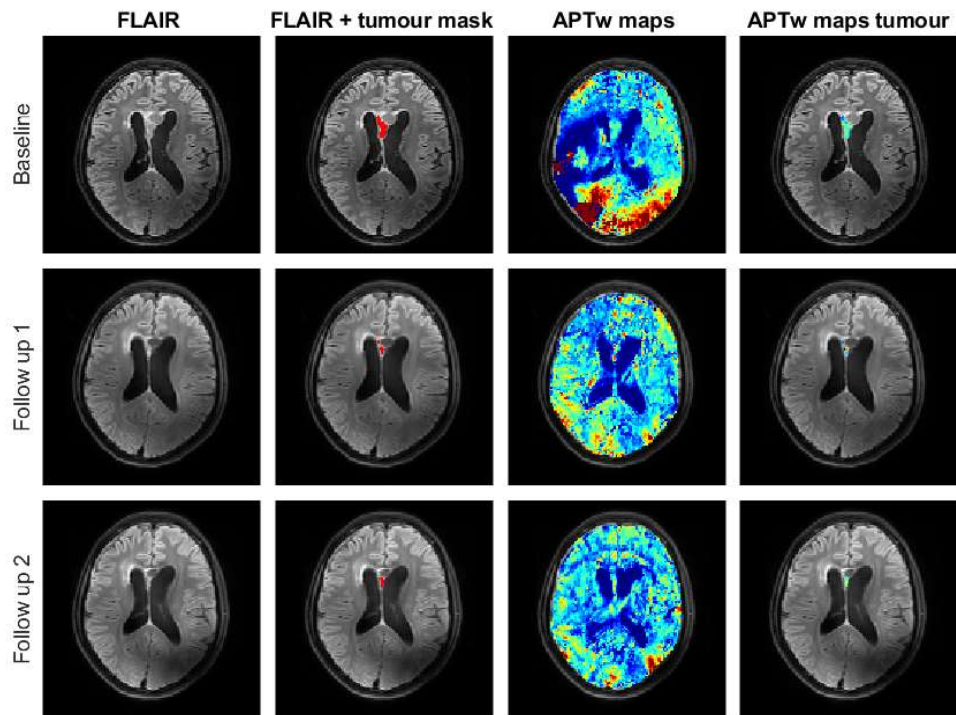 FLAIR
FLAIR + tumour mask
APTw maps
APTw maps tumour
Baseline
Follow up 1
Follow up 2